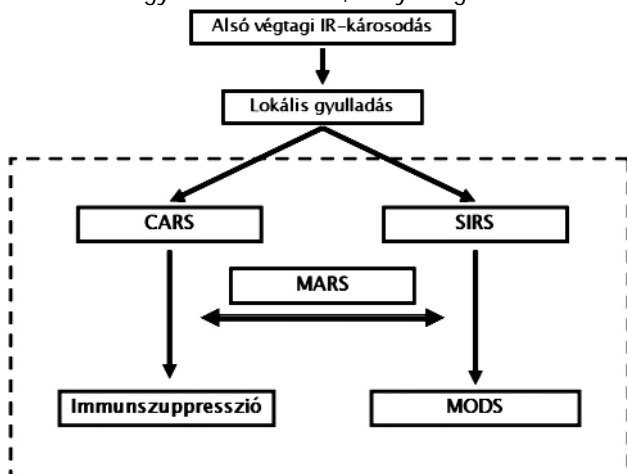 Alsó végtagi IR-károsodás
Lokális gyulladás
CARS
SIRS
MARS
Immunszuppresszió
MODS